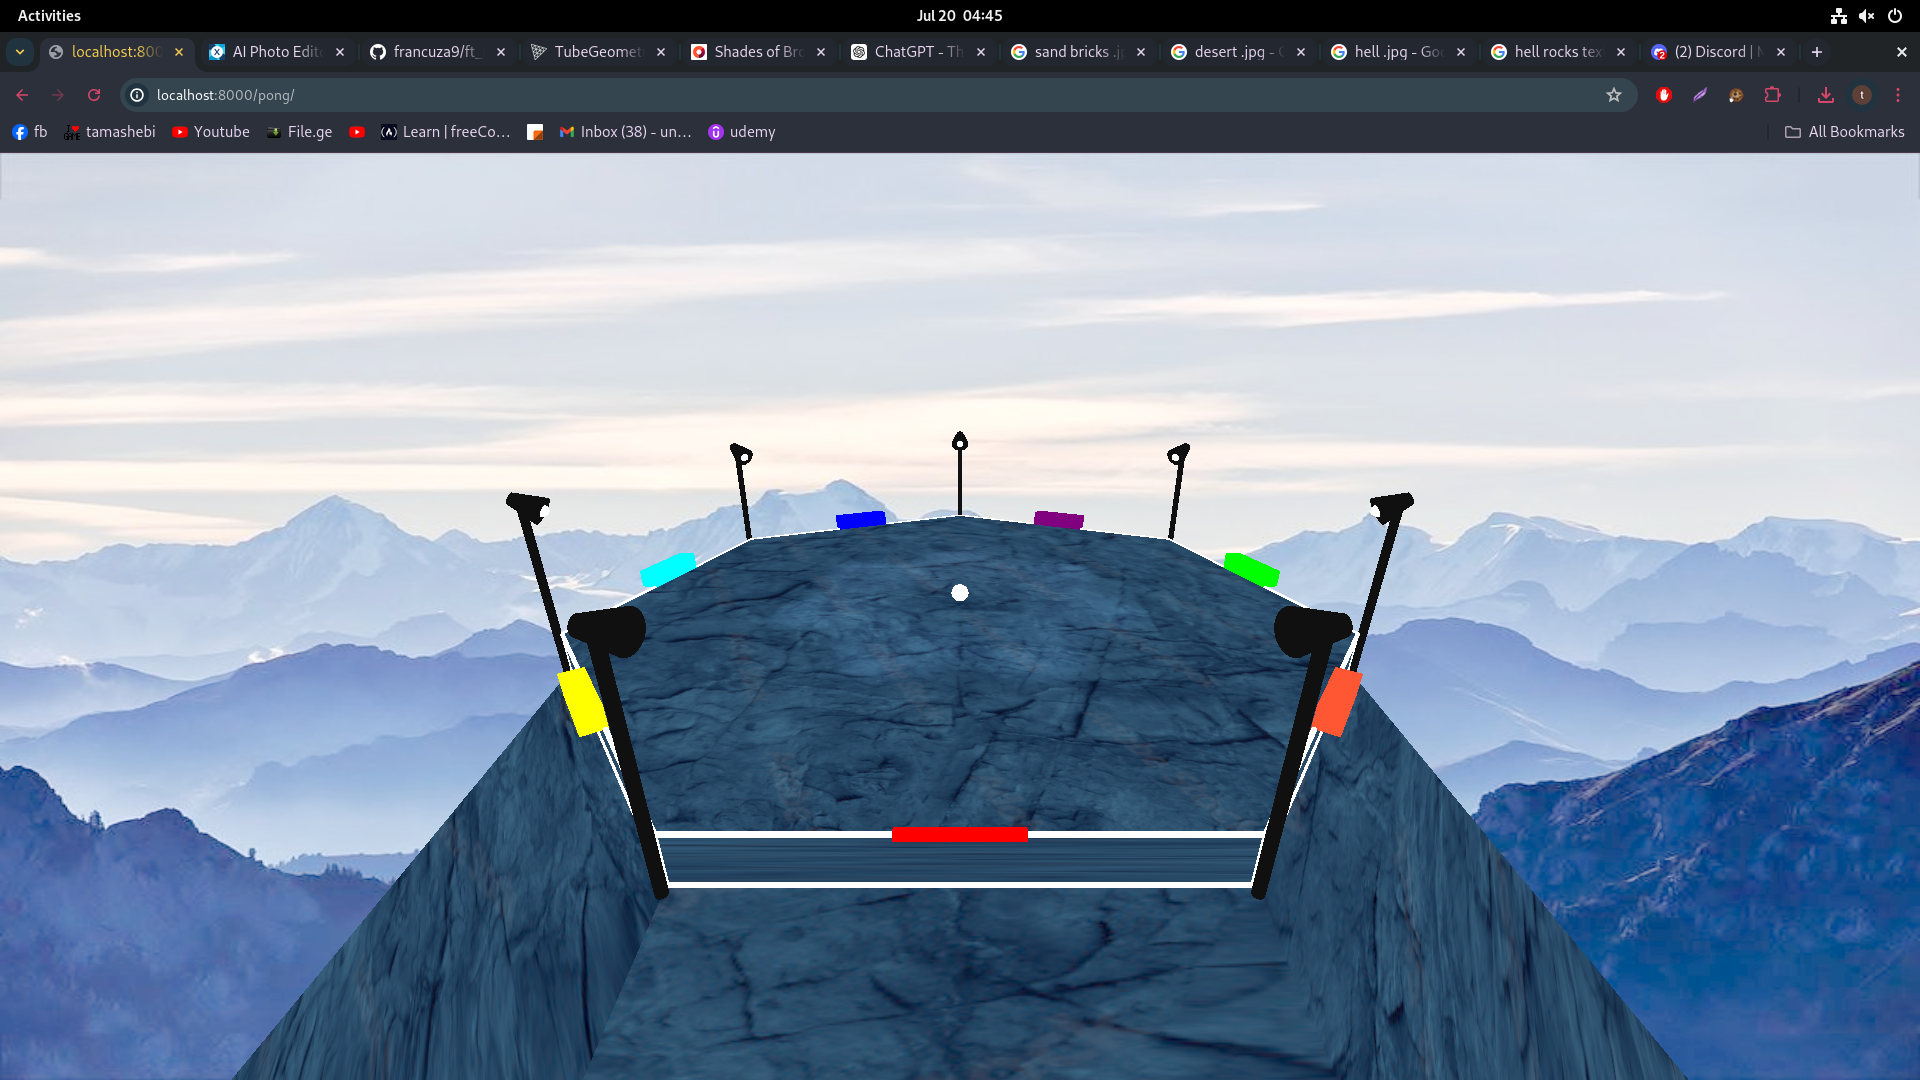 Activities
Jul 20 04:45
localhost:800
AI Photo Edit
francuza9/ft_
TubeGeomet
Shades of Br
ChatGPT - Th
sand bricks .j
desert .jpg - G
hell .jpg - Goo
hell rocks tex
(2) Discord |
localhost:8000/pong/
t
fb
tamashebi
Youtube
File.ge
Learn | freeCo...
Inbox (38) - un...
udemy
All Bookmarks